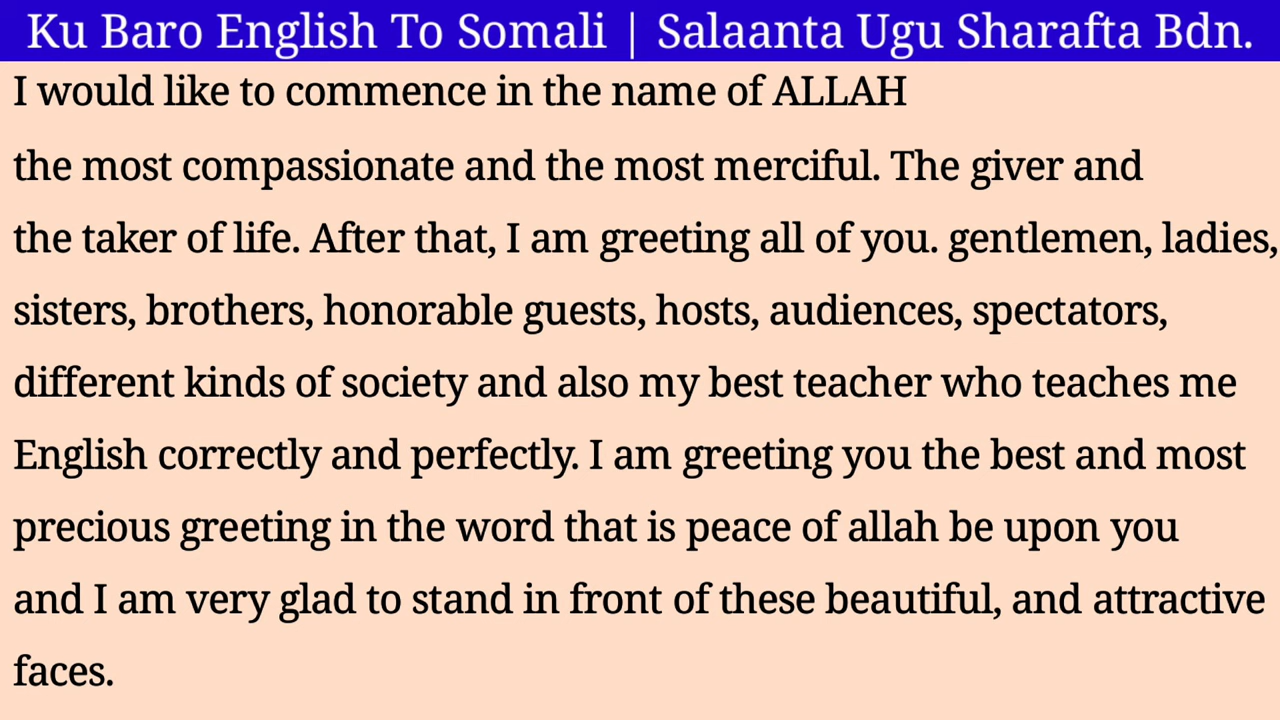 Ku Baro English To Somali | Salaanta Ugu Sharafta Bdn.
I would like to commence in the name of ALLAH
the most compassionate and the most merciful. The giver and
the taker of life. After that, I am greeting all of you. gentlemen, ladies,
sisters, brothers, honorable guests, hosts, audiences, spectators,
different kinds of society and also my best teacher who teaches me
English correctly and perfectly. I am greeting you the best and most
precious greeting in the word that is peace of allah be upon you
and I am very glad to stand in front of these beautiful, and attractive
faces.